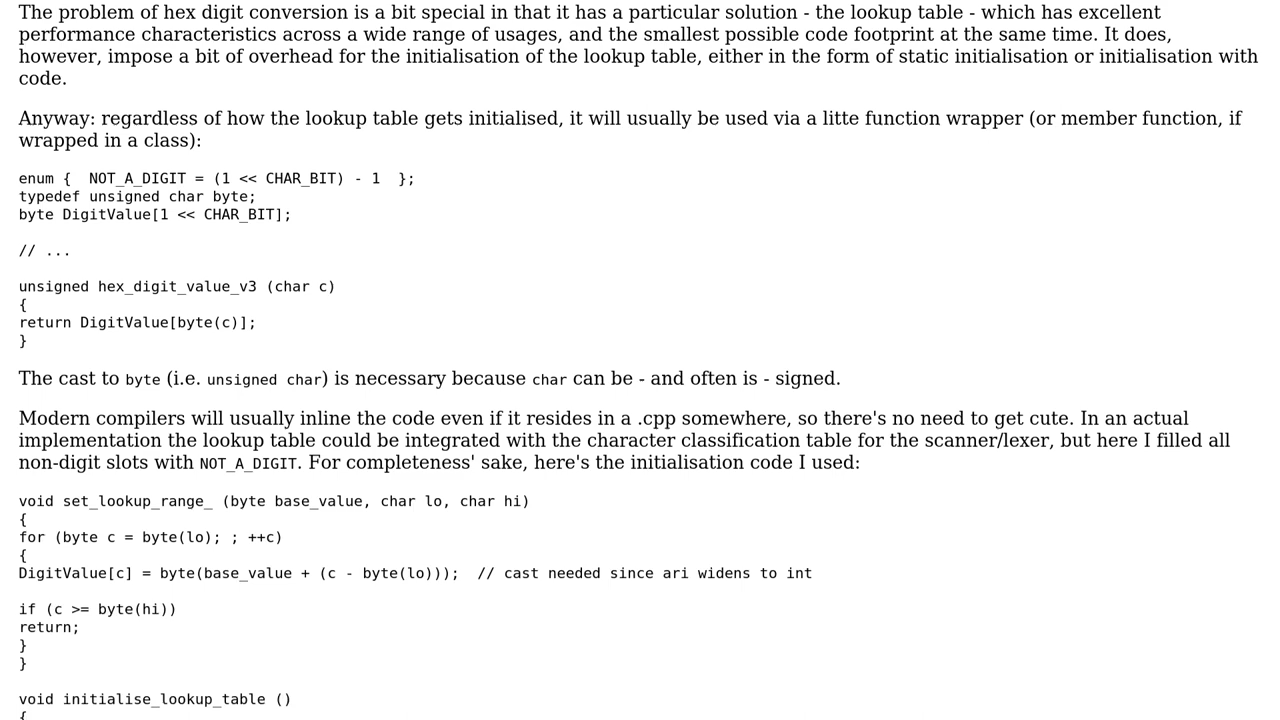 The problem of hex digit conversion is a bit special in that it has a particular solution - the lookup table - which has excellent
performance characteristics across a wide range of usages, and the smallest possible code footprint at the same time. It does,
however, impose a bit of overhead for the initialisation of the lookup table, either in the form of static initialisation or initialisation with
code.
Anyway: regardless of how the lookup table gets initialised, it will usually be used via a litte function wrapper (or member function, if
wrapped in a class):
enum {  NOT_A_DIGIT = (1 << CHAR_BIT) - 1  };
typedef unsigned char byte;
byte DigitValue[1 << CHAR_BIT];
// ...
unsigned hex_digit_value_v3 (char c)
{
return DigitValue[byte(c)];
}
The cast to byte (i.e. unsigned char) is necessary because char can be - and often is - signed.
Modern compilers will usually inline the code even if it resides in a .cpp somewhere, so there's no need to get cute. In an actual
implementation the lookup table could be integrated with the character classification table for the scanner/lexer, but here I filled all
non-digit slots with NOT_A_DIGIT. For completeness' sake, here's the initialisation code I used:
void set_lookup_range_ (byte base_value, char lo, char hi)
{
for (byte c = byte(lo); ; ++c)
{
DigitValue[c] = byte(base_value + (c - byte(lo)));  // cast needed since ari widens to int
if (c >= byte(hi))
return;
}
}
void initialise_lookup_table ()
{